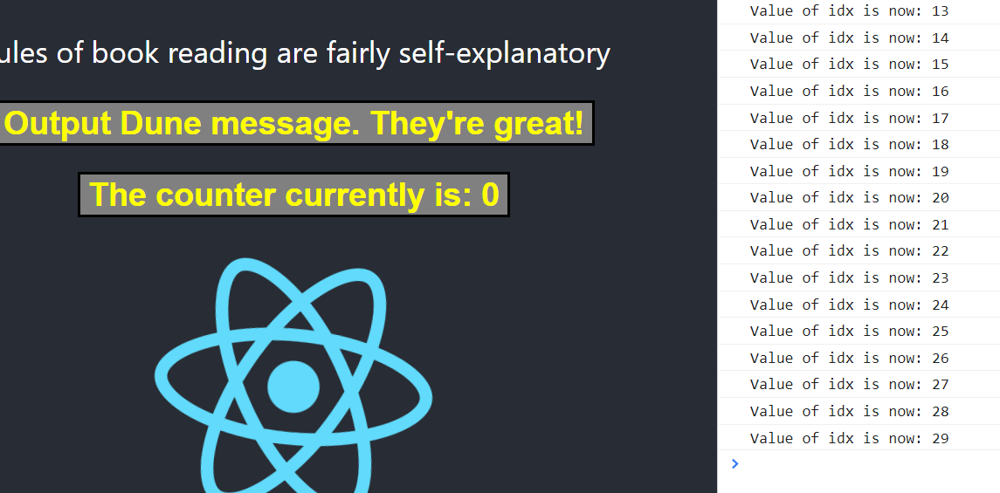 ules of book reading are fairly self-explanatory
Output Dune message. They're great!
The counter currently is: 0
Value of idx is now: 13
Value of idx is now: 14
Value of idx is now: 15
Value of idx is now: 16
Value of idx is now: 17
Value of idx is now: 18
Value of idx is now: 19
Value of idx is now: 20
Value of idx is now: 21
Value of idx is now: 22
Value of idx is now: 23
Value of idx is now: 24
Value of idx is now: 25
Value of idx is now: 26
Value of idx is now: 27
Value of idx is now: 28
Value of idx is now: 29